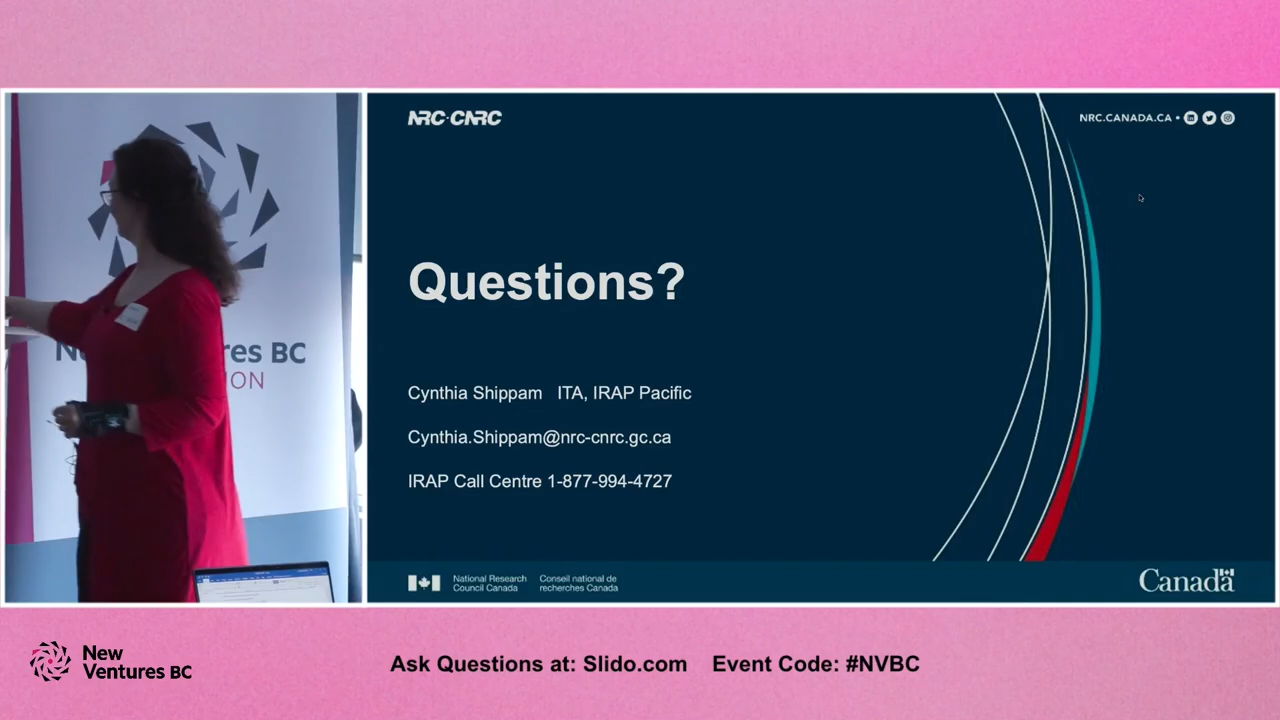 NRC·CNRC
NRC.CANADA.CA •
Questions?
Cynthia Shippam ITA, IRAP Pacific
Cynthia.Shippam@nrc-cnrc.gc.ca
IRAP Call Centre 1-877-994-4727
National Research
Council Canada
Conseil national de
recherches Canada
Canada
res BC
ION
New
Ventures BC
Ask Questions at: Slido.com Event Code: #NVBC